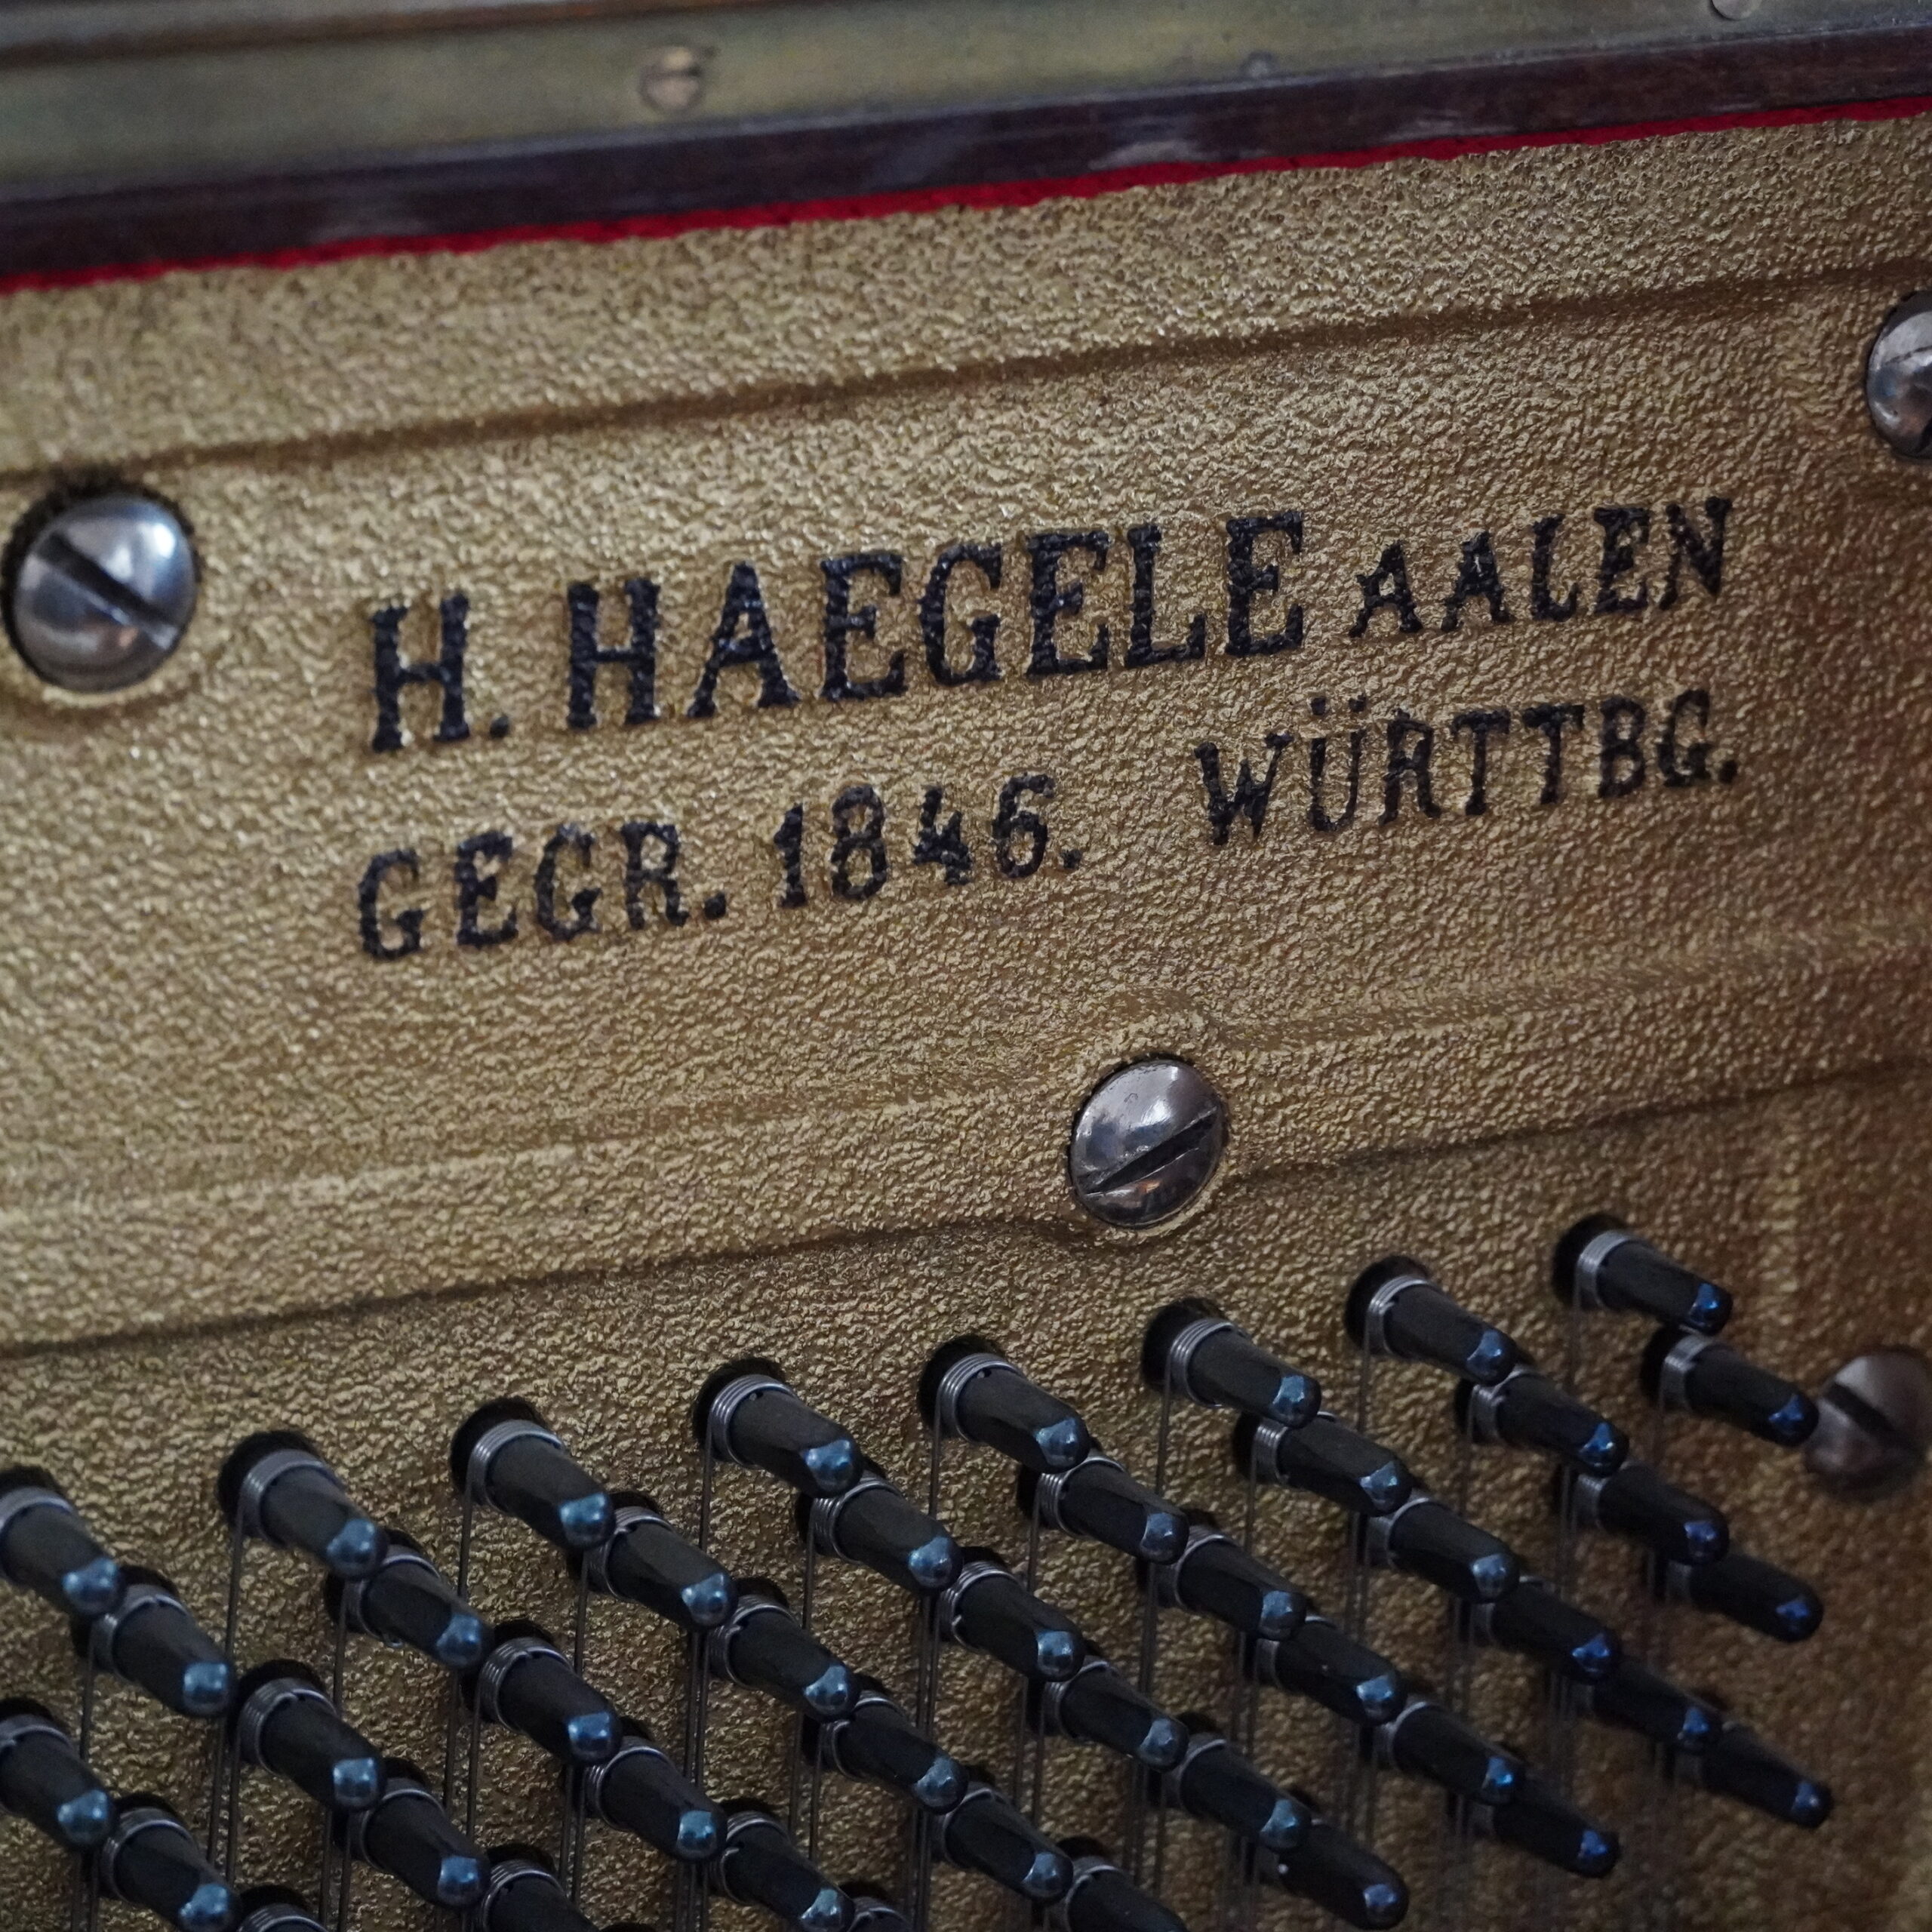 H. HAEGELE AALEN
GEGR. 1846. WÜRTTBG.